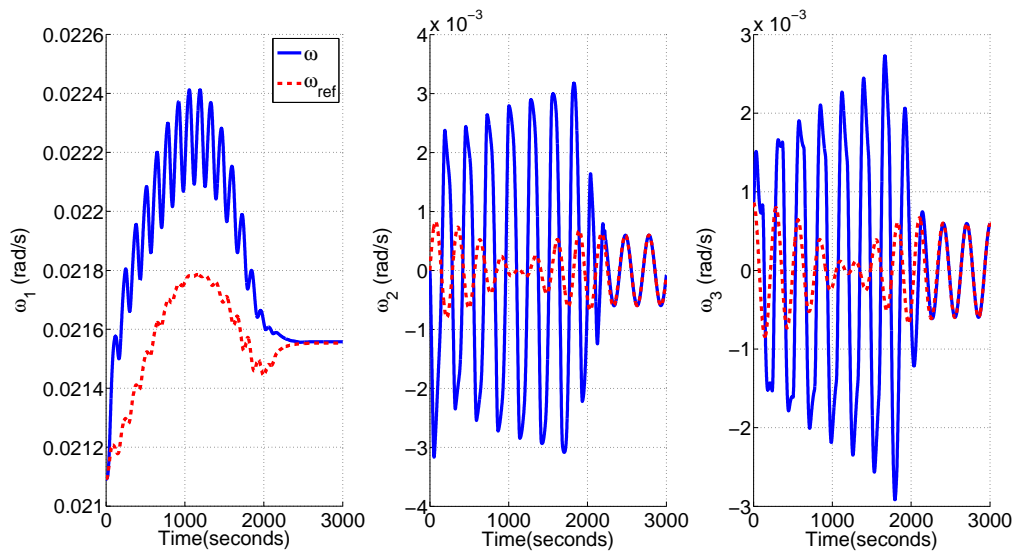 0.0226
0.0224
0.0222
0.022
0.0218
0.0216
0.0214
0.0212
0.021
0 1000 2000 3000
Time(seconds)
ω1 (rad/s)
ω
ωref
x 10−3
4
3
2
1
0
−1
−2
−3
−4
0 1000 2000 3000
Time(seconds)
ω2 (rad/s)
x 10−3
3
2
1
0
−1
−2
−3
0 1000 2000 3000
Time(seconds)
ω3 (rad/s)